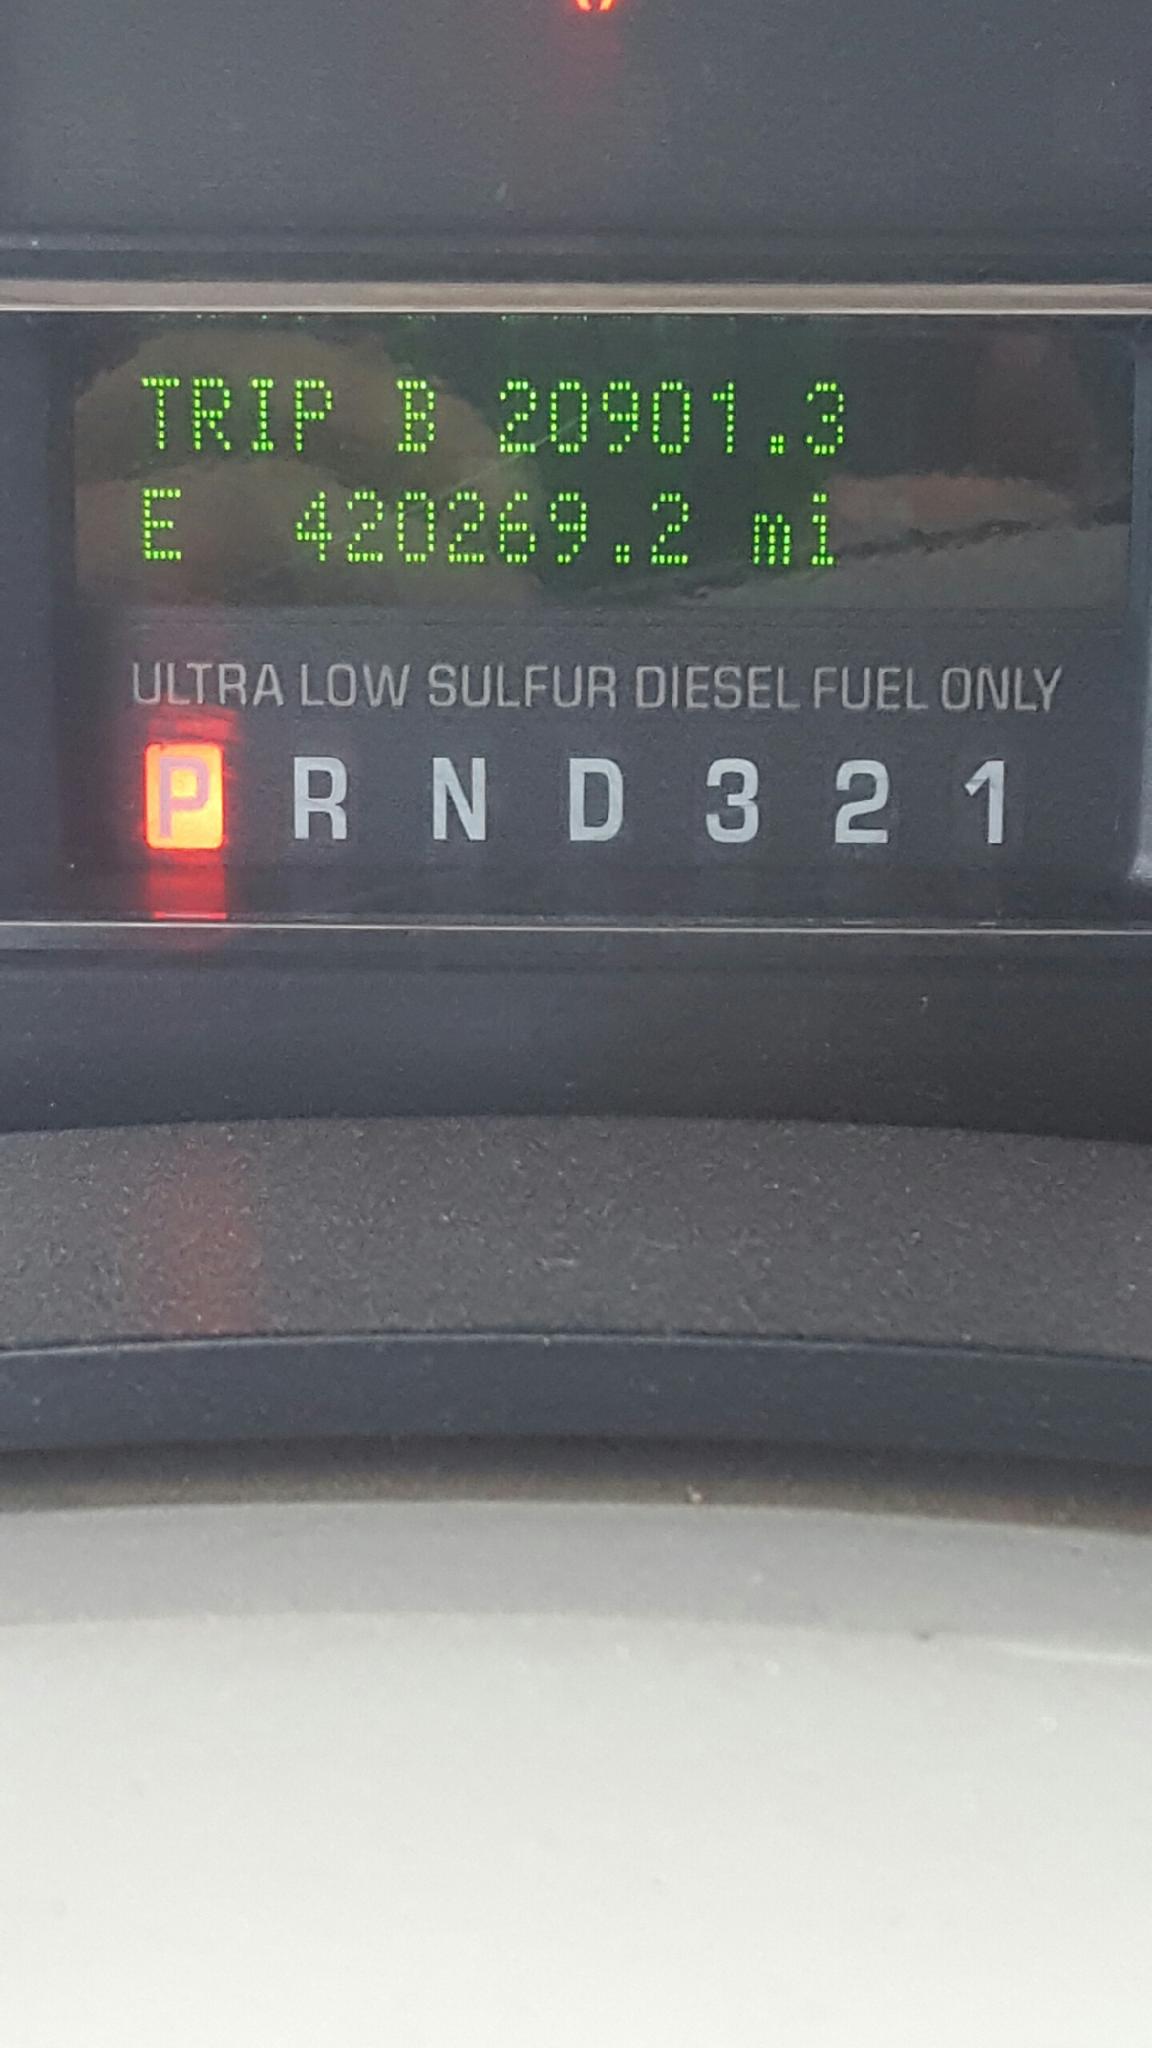 TRIP B 20901.3
E 420269.2 mi
ULTRA LOW SULFUR DIESEL FUEL ONLY
P R N D 3 2 1